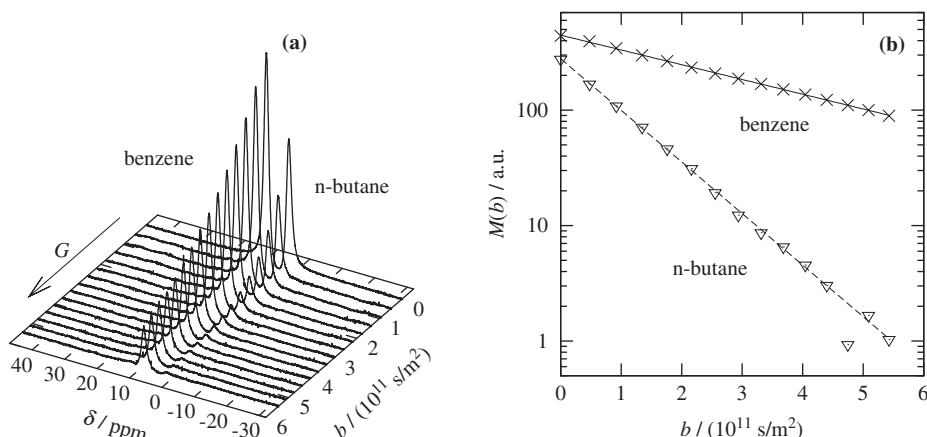 (a)
benzene
n-butane
G
0
1
2
3
4
5
6
b / (10¹¹ s/m²)
40
30
20
10
0
-10
-20
-30
δ / ppm
(b)
1000
100
10
1
M(b) / a.u.
benzene
n-butane
0 1 2 3 4 5 6
b / (10¹¹ s/m²)